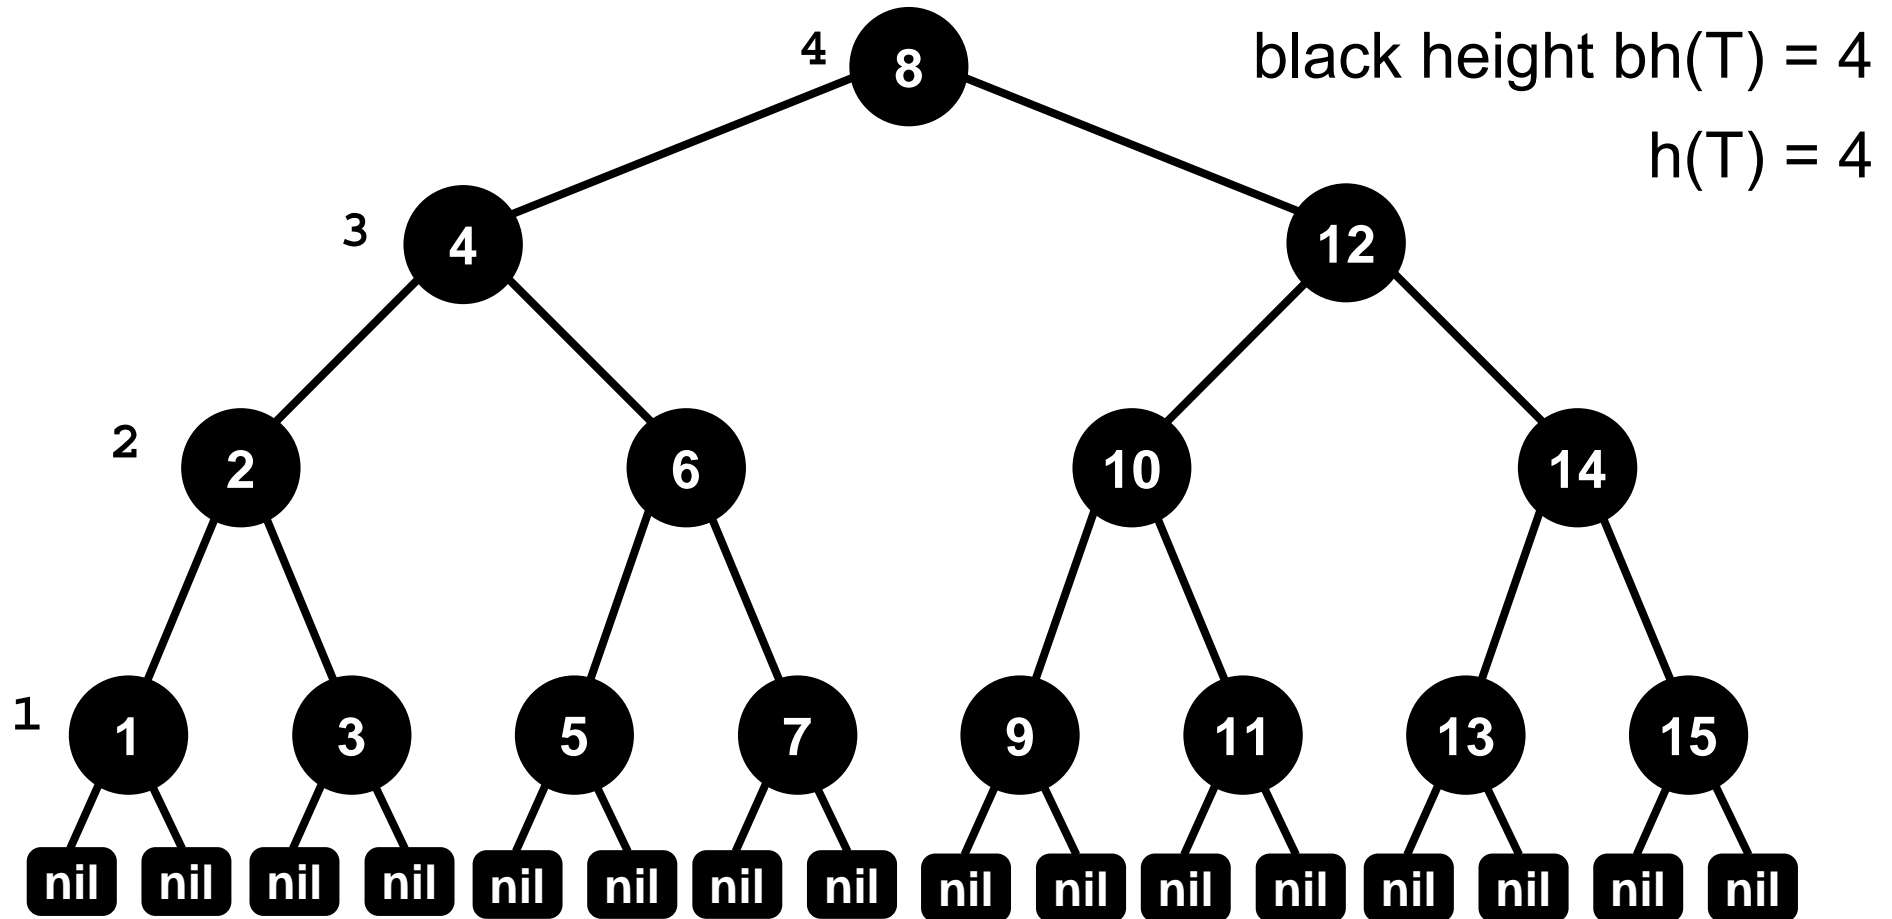 4 8 black height bh(T) = 4
h(T) = 4
3 4 12
2 2 6 10 14
1 1 3 5 7 9 11 13 15
nil nil nil nil nil nil nil nil nil nil nil nil nil nil nil nil